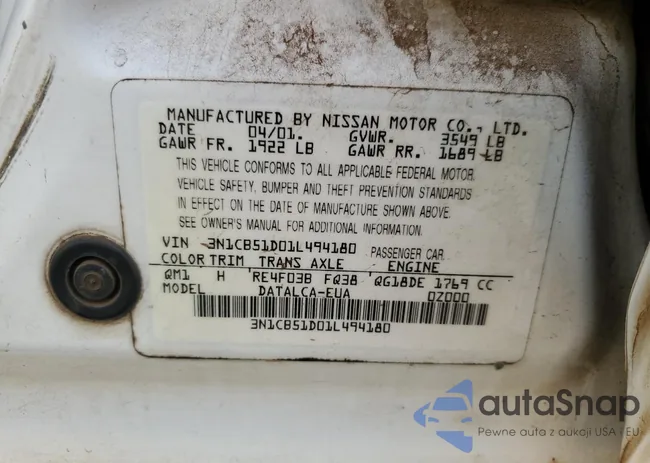 MANUFACTURED BY NISSAN MOTOR CO., LTD.
DATE 04/01. GVWR. 3549 LB
GAWR FR. 1922 LB GAWR RR. 1689 LB
THIS VEHICLE CONFORMS TO ALL APPLICABLE FEDERAL MOTOR
VEHICLE SAFETY, BUMPER AND THEFT PREVENTION STANDARDS
IN EFFECT ON THE DATE OF MANUFACTURE SHOWN ABOVE.
SEE OWNER'S MANUAL FOR ADDITIONAL INFORMATION.
VIN 3N1CB51D01L494180 PASSENGER CAR
COLOR TRIM TRANS AXLE ENGINE
QM1 H RE4F03B FQ38 QG18DE 1769 CC
MODEL DATALCA-EUA 0Z000
3N1CB51D01L494180
autoSnap
Pewne auta z aukcji USA - EU